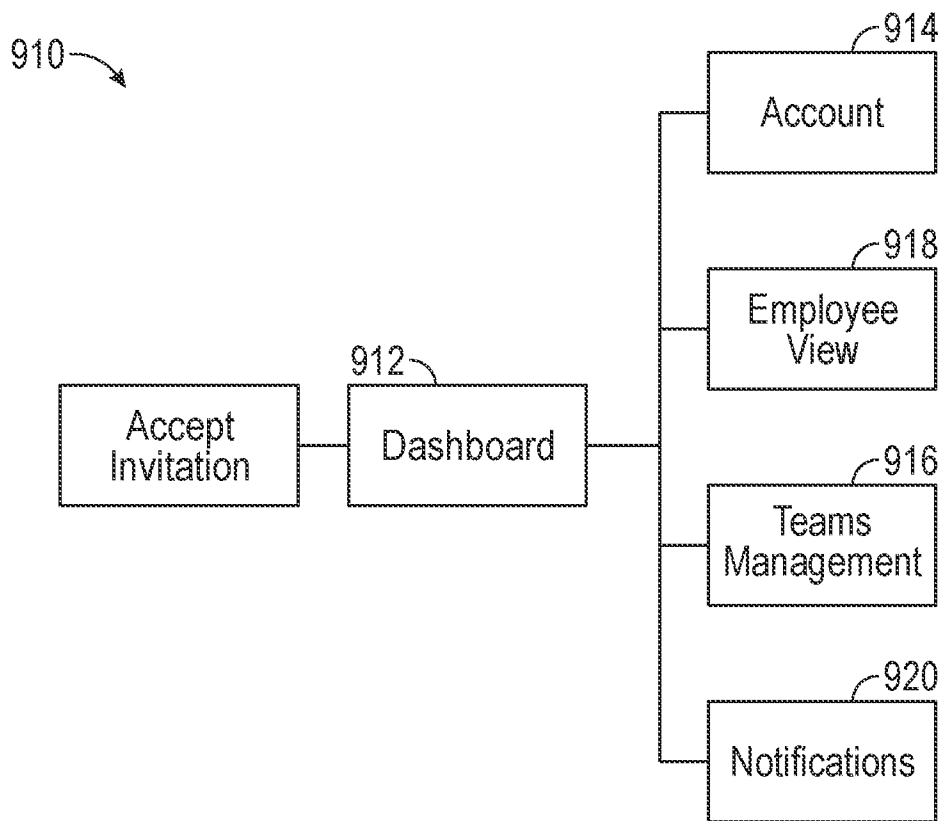 910
914
Account
918
Employee
View
912
Accept
Invitation
Dashboard
916
Teams
Management
920
Notifications